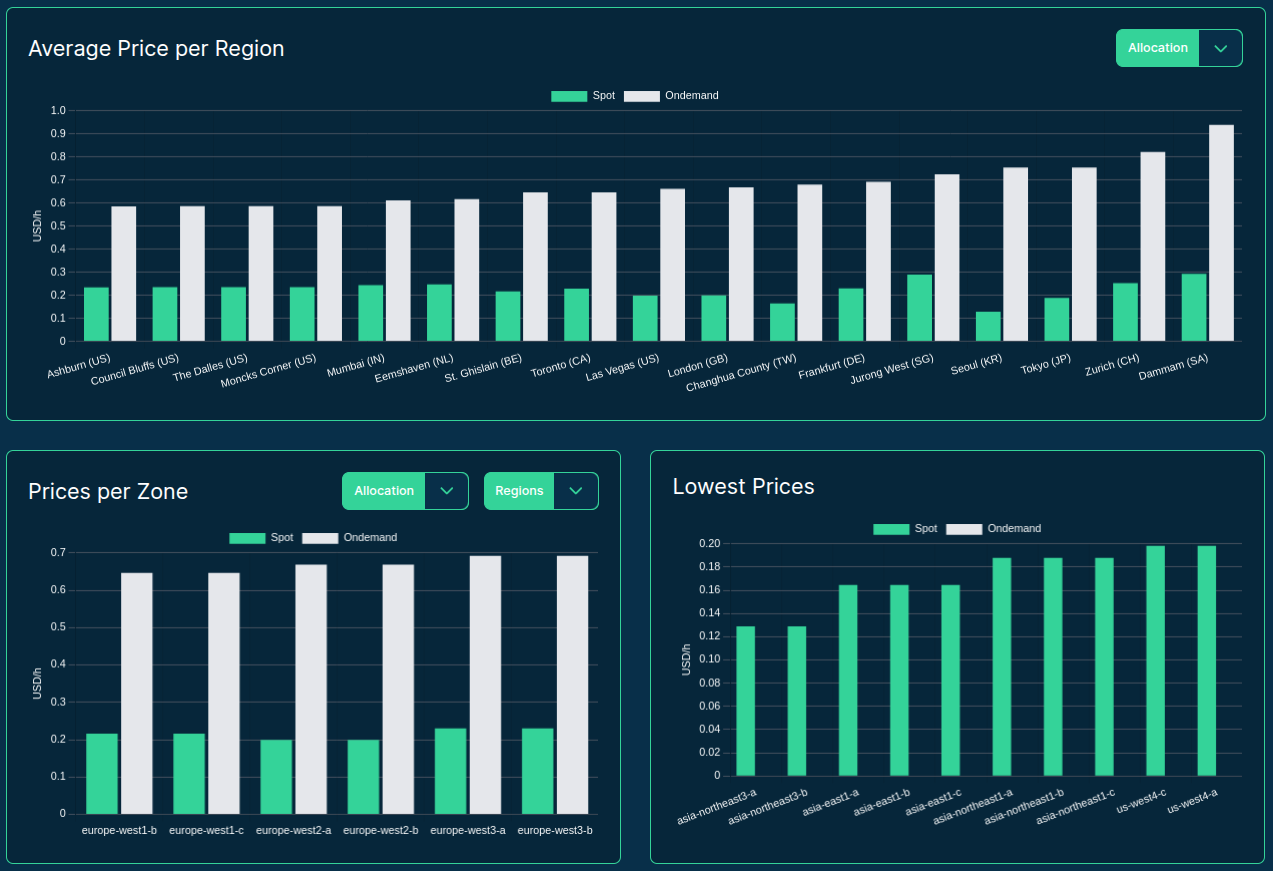 Average Price per Region
Allocation
Spot Ondemand
1.0
0.9
0.8
0.7
0.6
0.5
0.4
0.3
0.2
0.1
0
USD/h
Ashburn (US) Council Bluffs (US) The Dalles (US) Moncks Corner (US) Mumbai (IN) Eemshaven (NL) St. Ghislain (BE) Toronto (CA) Las Vegas (US) London (GB) Changhua County (TW) Frankfurt (DE) Jurong West (SG) Seoul (KR) Tokyo (JP) Zurich (CH) Dammam (SA)
Prices per Zone
Allocation
Regions
Spot Ondemand
0.7
0.6
0.5
0.4
0.3
0.2
0.1
0
USD/h
europe-west1-b europe-west1-c europe-west2-a europe-west2-b europe-west3-a europe-west3-b
Lowest Prices
Spot Ondemand
0.20
0.18
0.16
0.14
0.12
0.10
0.08
0.06
0.04
0.02
0
USD/h
asia-northeast3-a asia-northeast3-b asia-east1-a asia-east1-b asia-east1-c asia-northeast1-a asia-northeast1-b asia-northeast1-c us-west4-c us-west4-a